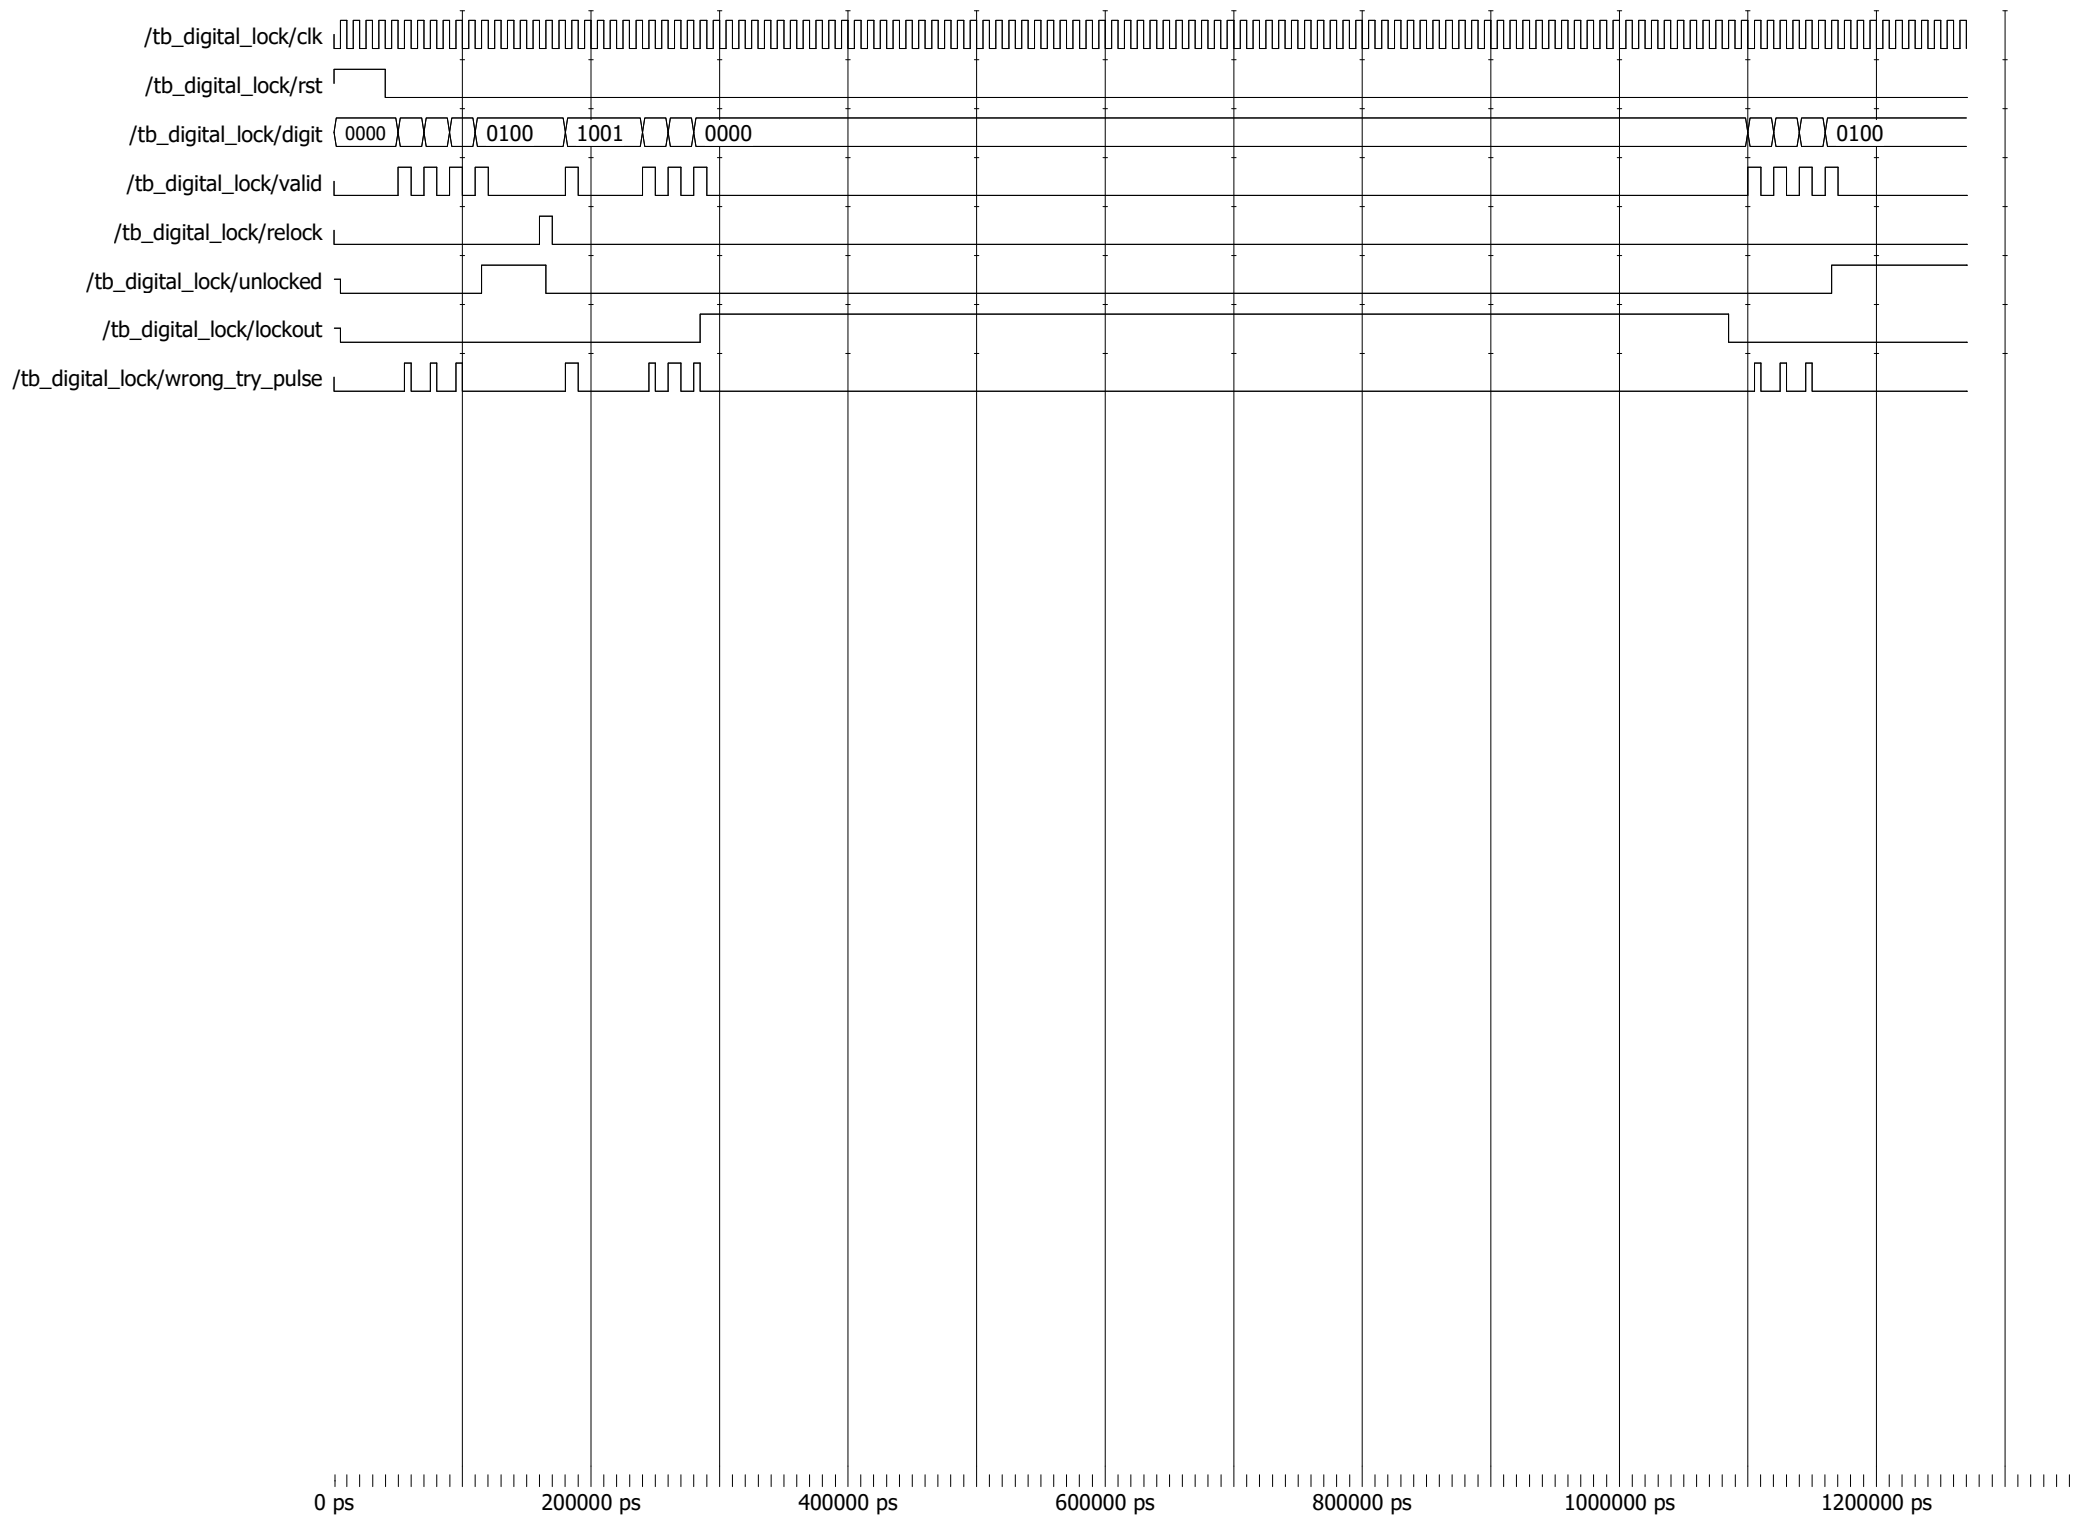 /tb_digital_lock/clk
/tb_digital_lock/rst
/tb_digital_lock/digit 0000 0100 1001 0000 0100
/tb_digital_lock/valid
/tb_digital_lock/relock
/tb_digital_lock/unlocked
/tb_digital_lock/lockout
/tb_digital_lock/wrong_try_pulse
0 ps 200000 ps 400000 ps 600000 ps 800000 ps 1000000 ps 1200000 ps